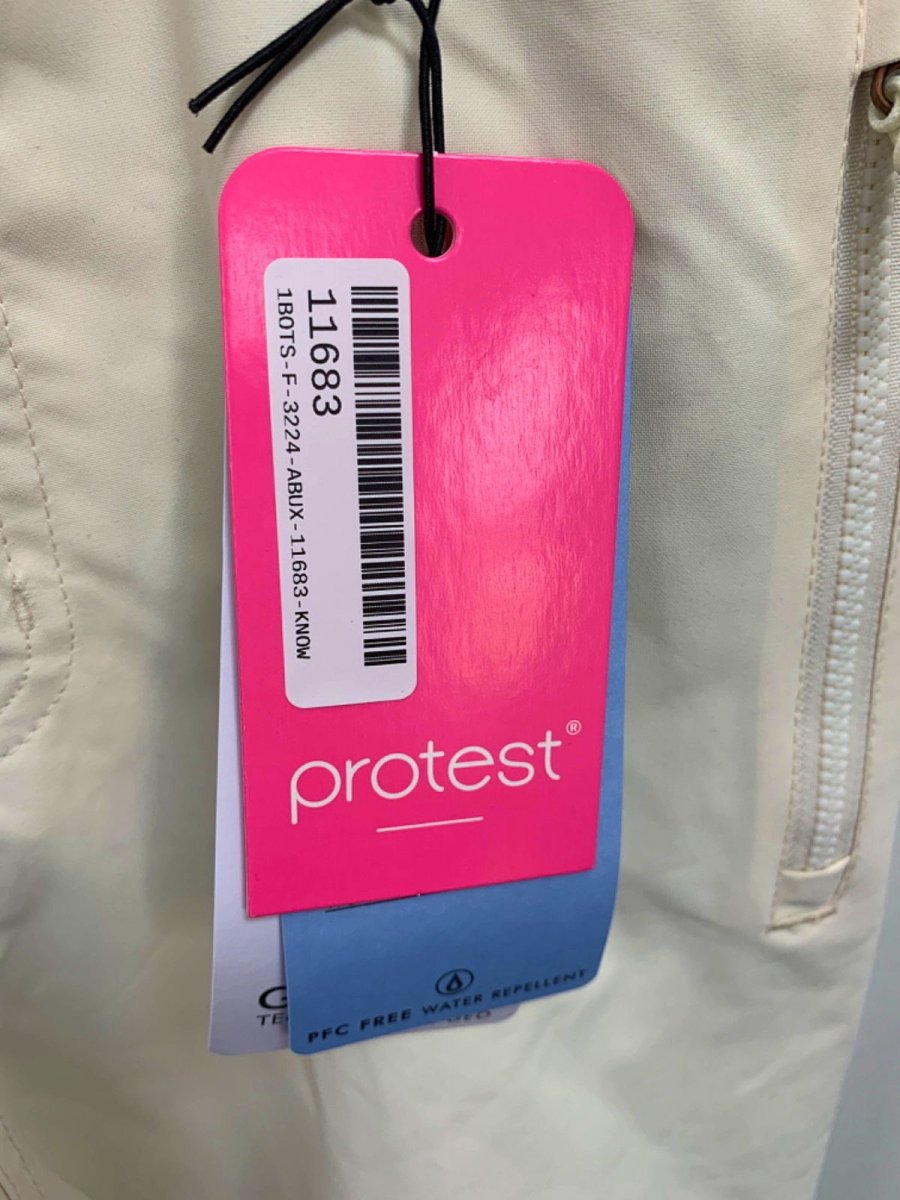 11683
1BOTS-F-3224-ABUX-11683-KNOW
protest®
PFC FREE WATER REPELLENT